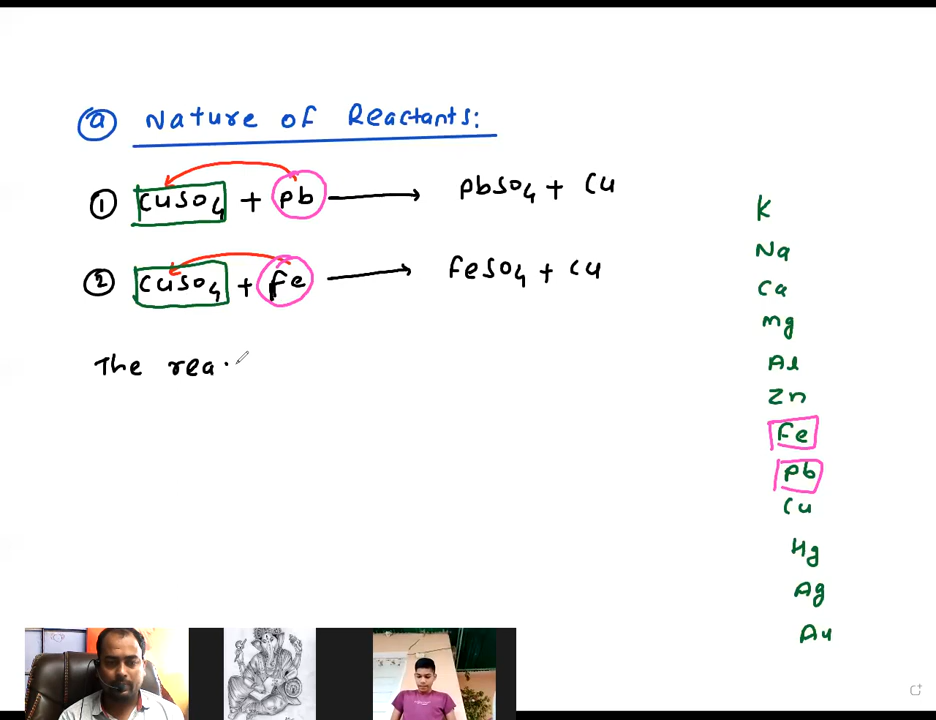 a Nature of Reactants:
1 CuSO4 + pb → pbSO4 + Cu
2 CuSO4 + Fe → FeSO4 + Cu
The rea
K
Na
Ca
mg
Al
Zn
Fe
pb
Cu
Hg
Ag
Au